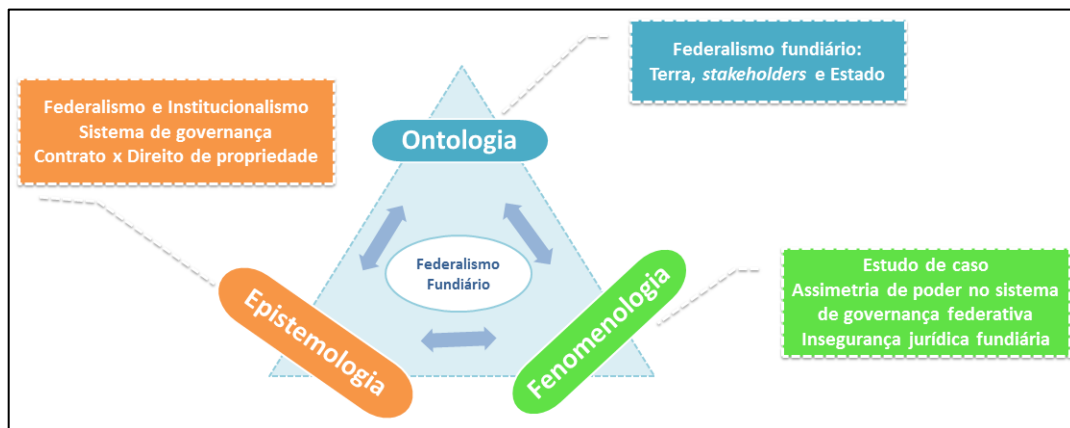 Federalismo fundiário:
Terra, stakeholders e Estado
Federalismo e Institucionalismo
Sistema de governança
Contrato x Direito de propriedade
Ontologia
Federalismo
Fundiário
Epistemologia
Fenomenologia
Estudo de caso
Assimetria de poder no sistema
de governança federativa
Insegurança jurídica fundiária